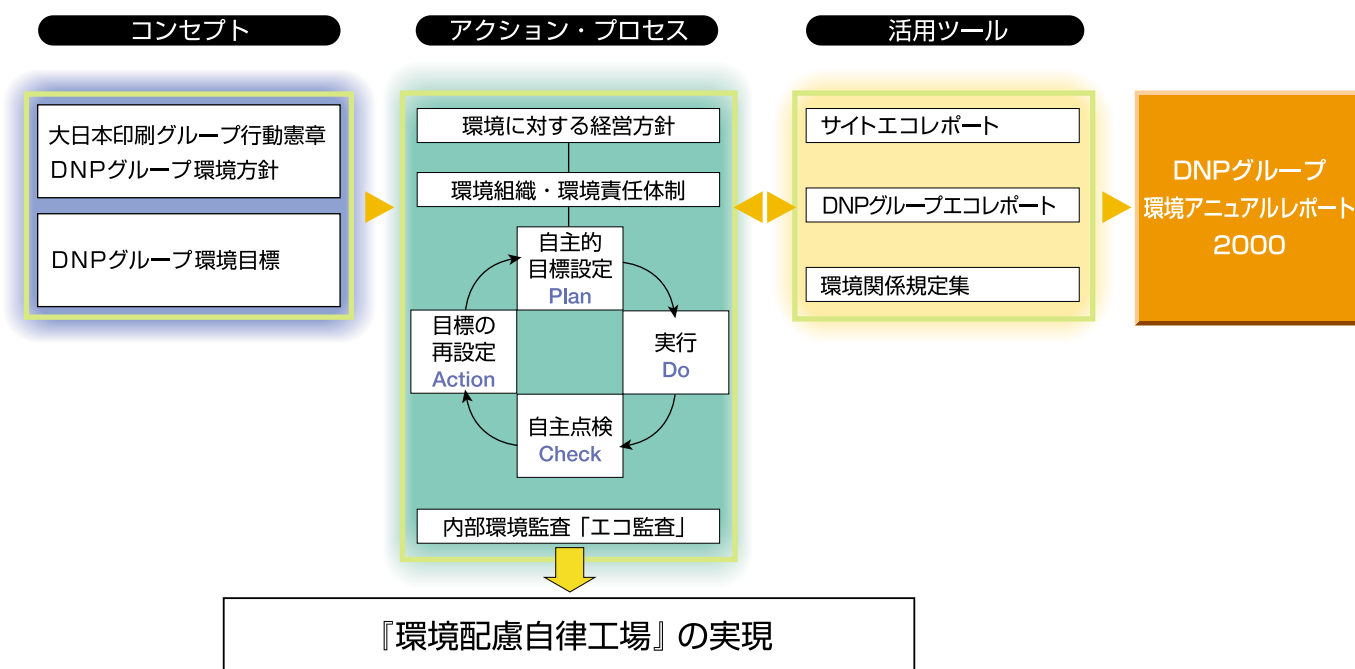 コンセプト
大日本印刷グループ行動憲章
DNPグループ環境方針
DNPグループ環境目標
アクション・プロセス
環境に対する経営方針
環境組織・環境責任体制
自主的
目標設定
Plan
実行
Do
自主点検
Check
目標の
再設定
Action
内部環境監査「エコ監査」
活用ツール
サイトエコレポート
DNPグループエコレポート
環境関係規定集
DNPグループ
環境アニュアルレポート
2000
『環境配慮自律工場』の実現